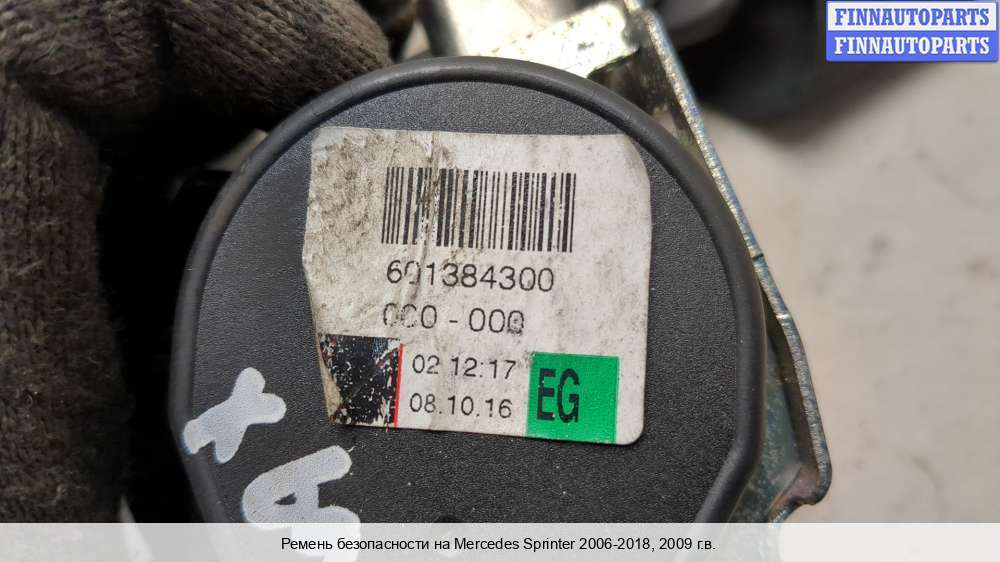 FINNAUTOPARTS
FINNAUTOPARTS
601384300
000 - 000
02 12:17
08.10.16
EG
Ремень безопасности на Mercedes Sprinter 2006-2018, 2009 г.в.